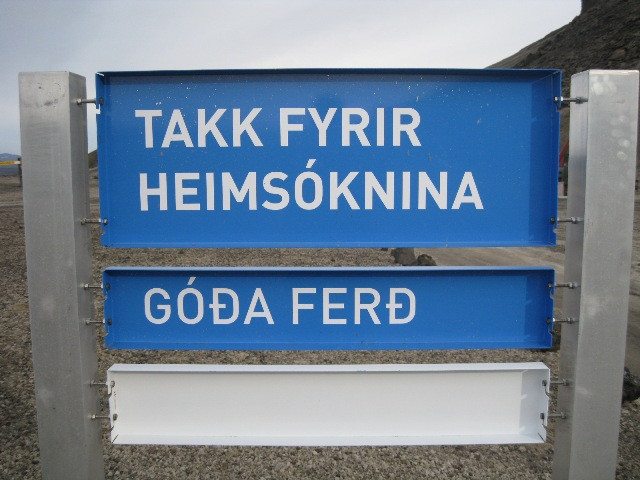 TAKK FYRIR
HEIMSÓKNINA
GÓÐA FERÐ